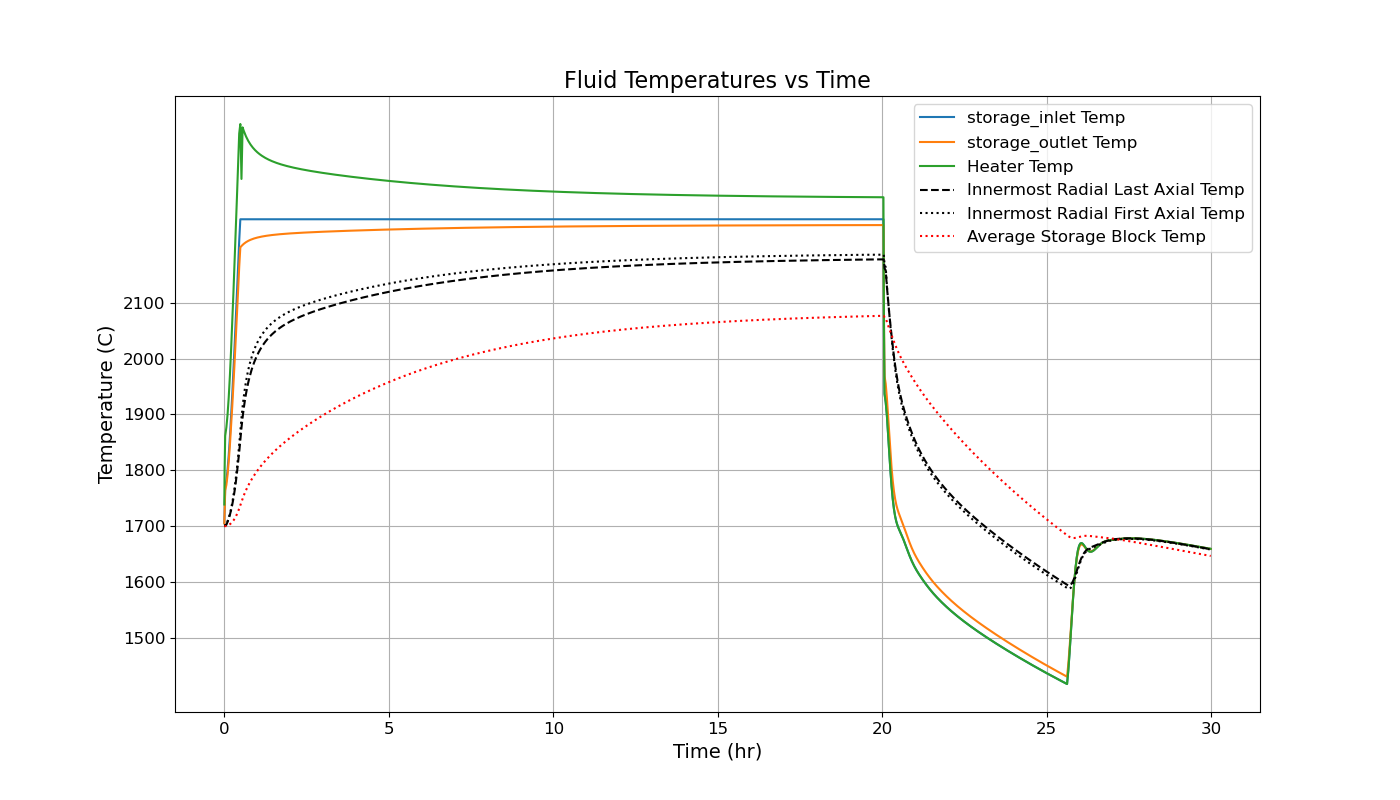 Fluid Temperatures vs Time
storage_inlet Temp
storage_outlet Temp
Heater Temp
Innermost Radial Last Axial Temp
Innermost Radial First Axial Temp
Average Storage Block Temp
Temperature (C)
2100
2000
1900
1800
1700
1600
1500
0 5 10 15 20 25 30
Time (hr)